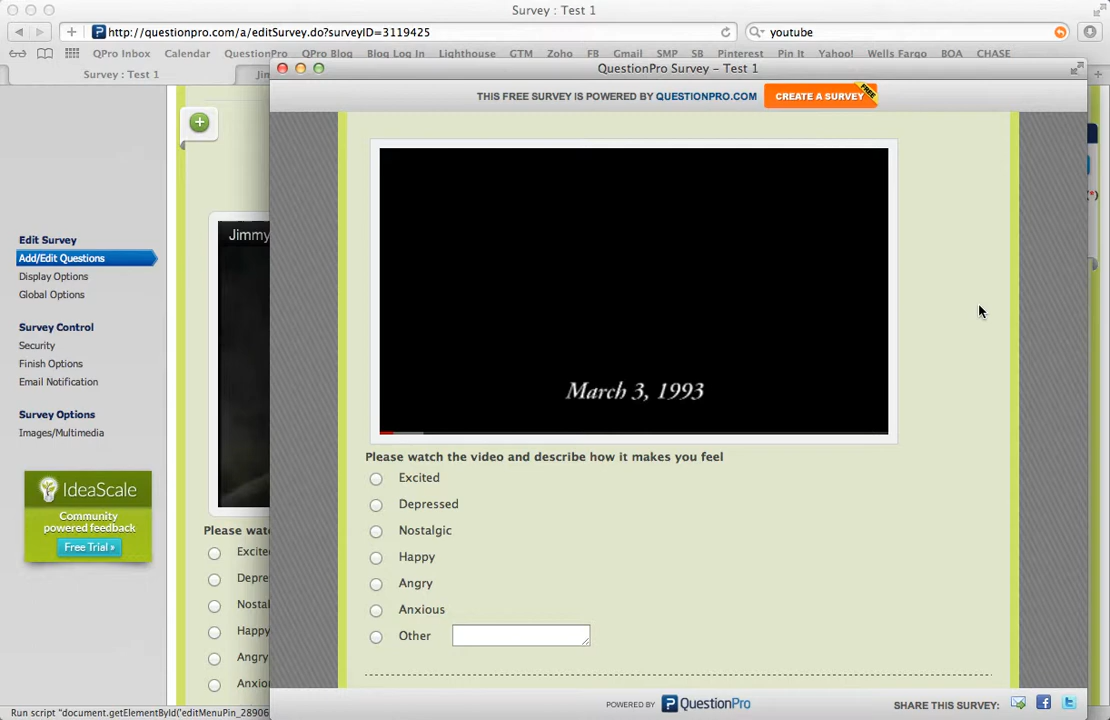 Survey : Test 1
http://questionpro.com/a/editSurvey.do?surveyID=3119425
youtube
QPro Inbox Calendar QuestionPro QPro Blog Blog Log In Lighthouse GTM Zoho FB Gmail SMP SB Pinterest Pin It Yahoo! Wells Fargo BOA CHASE
Survey : Test 1
QuestionPro Survey – Test 1
THIS FREE SURVEY IS POWERED BY QUESTIONPRO.COM
CREATE A SURVEY
FREE
Edit Survey
Add/Edit Questions
Display Options
Global Options
Survey Control
Security
Finish Options
Email Notification
Survey Options
Images/Multimedia
IdeaScale
Community
powered feedback
Free Trial »
Jimmy
March 3, 1993
Please watch the video and describe how it makes you feel
Excited
Depressed
Nostalgic
Happy
Angry
Anxious
Other
POWERED BY QuestionPro
SHARE THIS SURVEY:
Run script "document.getElementById('editMenuPin_28906